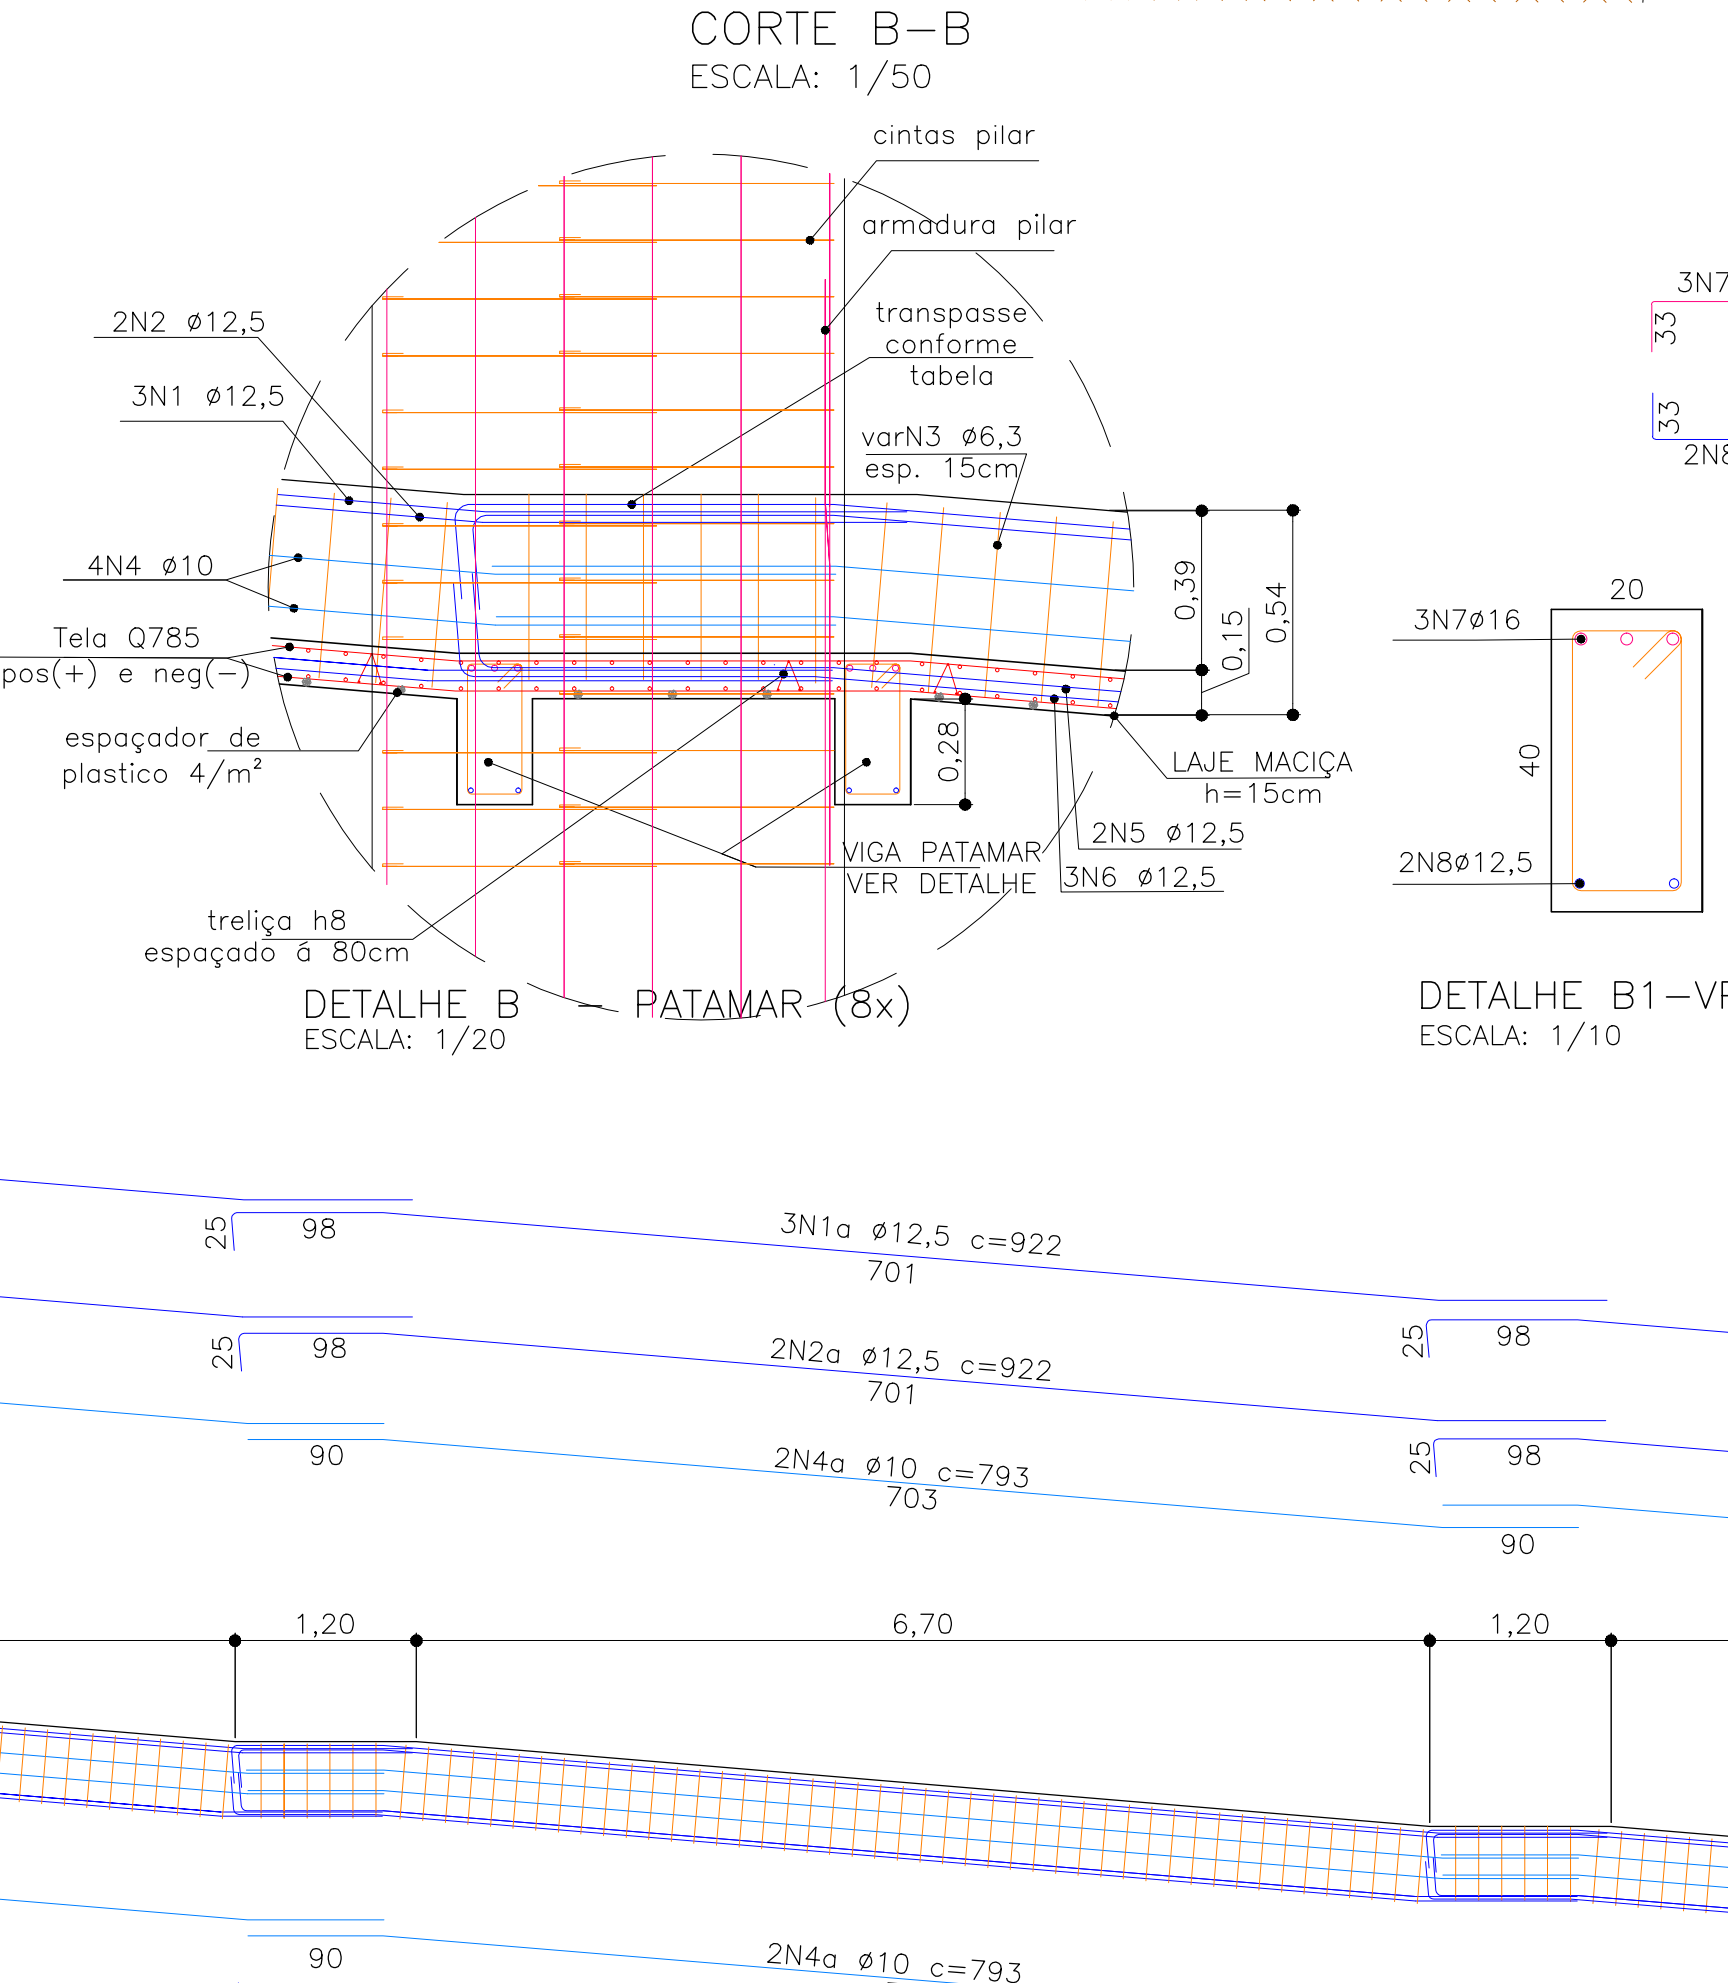 CORTE B-B
ESCALA: 1/50
cintas pilar
armadura pilar
transpasse
conforme
tabela
2N2 ø12,5
3N1 ø12,5
varN3 ø6,3
esp. 15cm
4N4 ø10
Tela Q785
pos(+) e neg(-)
espaçador de
plastico 4/m²
0,39
0,15
0,54
0,28
LAJE MACIÇA
h=15cm
2N5 ø12,5
3N6 ø12,5
VIGA PATAMAR
VER DETALHE
treliça h8
espaçado á 80cm
DETALHE B - PATAMAR (8x)
ESCALA: 1/20
3N7
33
33
2N8
20
3N7ø16
40
2N8ø12,5
DETALHE B1-VP
ESCALA: 1/10
25
98
3N1a ø12,5 c=922
701
25
98
25
98
2N2a ø12,5 c=922
701
25
98
90
2N4a ø10 c=793
703
90
1,20
6,70
1,20
90
2N4a ø10 c=793